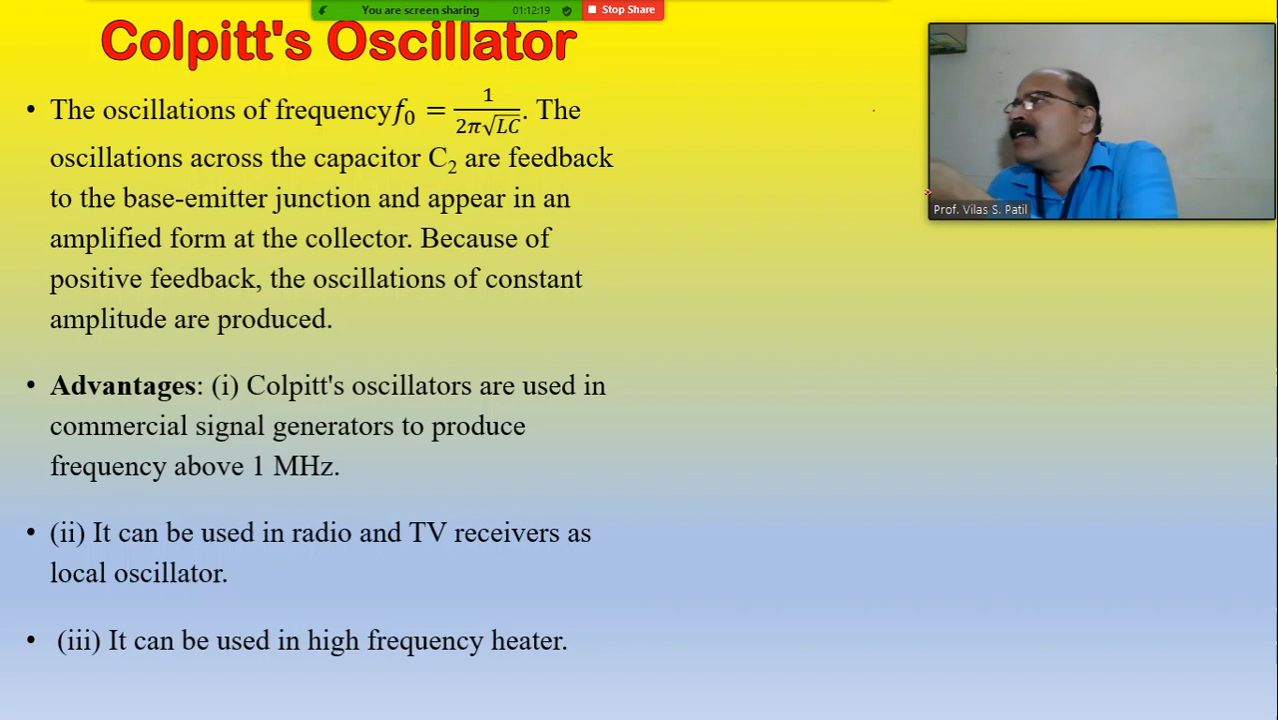 You are screen sharing 01:12:19 Stop Share
Colpitt's Oscillator
• The oscillations of frequency f₀ = 1/(2π√LC). The
oscillations across the capacitor C₂ are feedback
to the base-emitter junction and appear in an
amplified form at the collector. Because of
positive feedback, the oscillations of constant
amplitude are produced.
• Advantages: (i) Colpitt's oscillators are used in
commercial signal generators to produce
frequency above 1 MHz.
• (ii) It can be used in radio and TV receivers as
local oscillator.
• (iii) It can be used in high frequency heater.
Prof. Vilas S. Patil